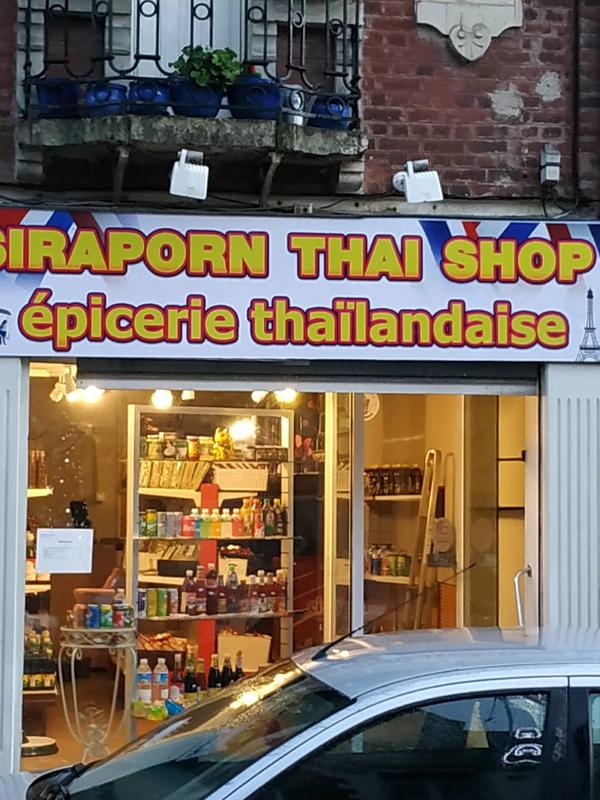 SIRAPORN THAI SHOP
épicerie thaïlandaise